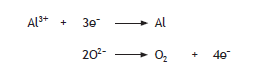 Al³⁺ + 3e⁻ ⟶ Al
2O²⁻ ⟶ O₂ + 4e⁻